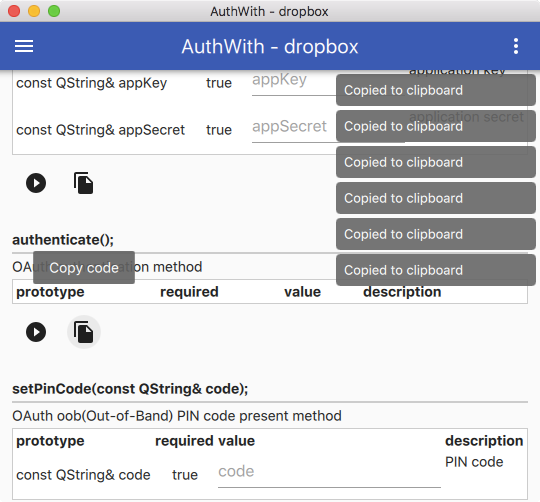 AuthWith - dropbox
AuthWith - dropbox
const QString& appKey true appKey application key
Copied to clipboard
const QString& appSecret true appSecret application secret
Copied to clipboard
Copied to clipboard
Copied to clipboard
authenticate();
Copied to clipboard
OAuth authentication method
Copy code
Copied to clipboard
prototype required value description
setPinCode(const QString& code);
OAuth oob(Out-of-Band) PIN code present method
prototype required value description
PIN code
const QString& code true code